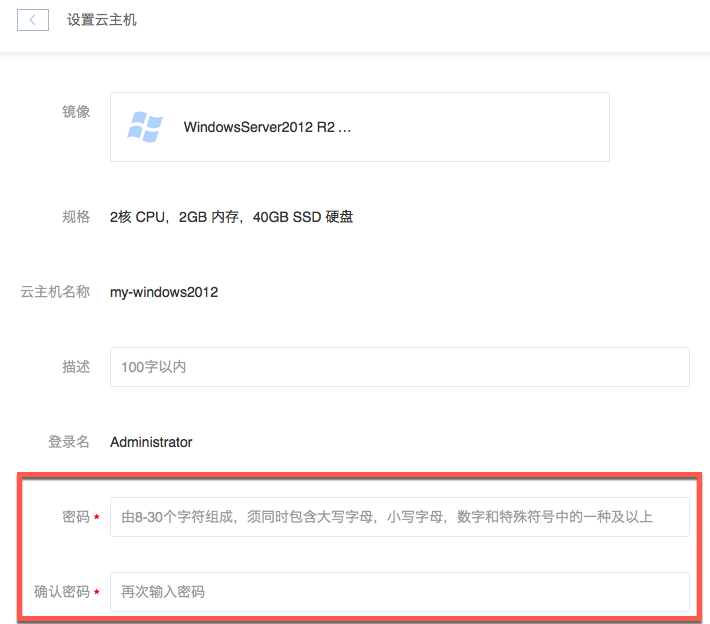 设置云主机
镜像 WindowsServer2012 R2 ...
规格 2核 CPU，2GB 内存，40GB SSD 硬盘
云主机名称 my-windows2012
描述 100字以内
登录名 Administrator
密码 * 由8-30个字符组成，须同时包含大写字母，小写字母，数字和特殊符号中的一种及以上
确认密码 * 再次输入密码